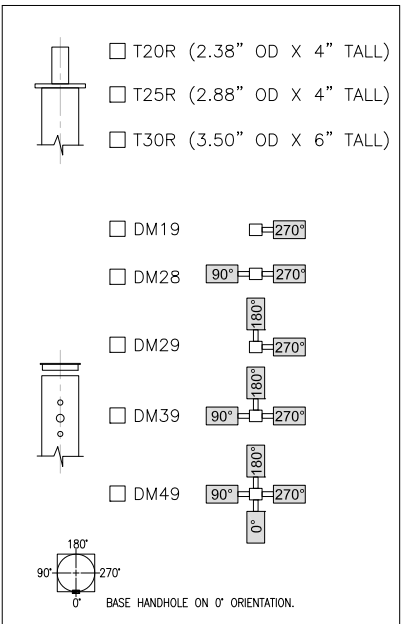 T20R (2.38” OD X 4” TALL)
T25R (2.88” OD X 4” TALL)
T30R (3.50” OD X 6” TALL)
DM19 270°
DM28 90° 270°
180°
DM29 270°
180°
DM39 90° 270°
180°
DM49 90° 270°
0°
180°
90° 270°
0° BASE HANDHOLE ON 0° ORIENTATION.